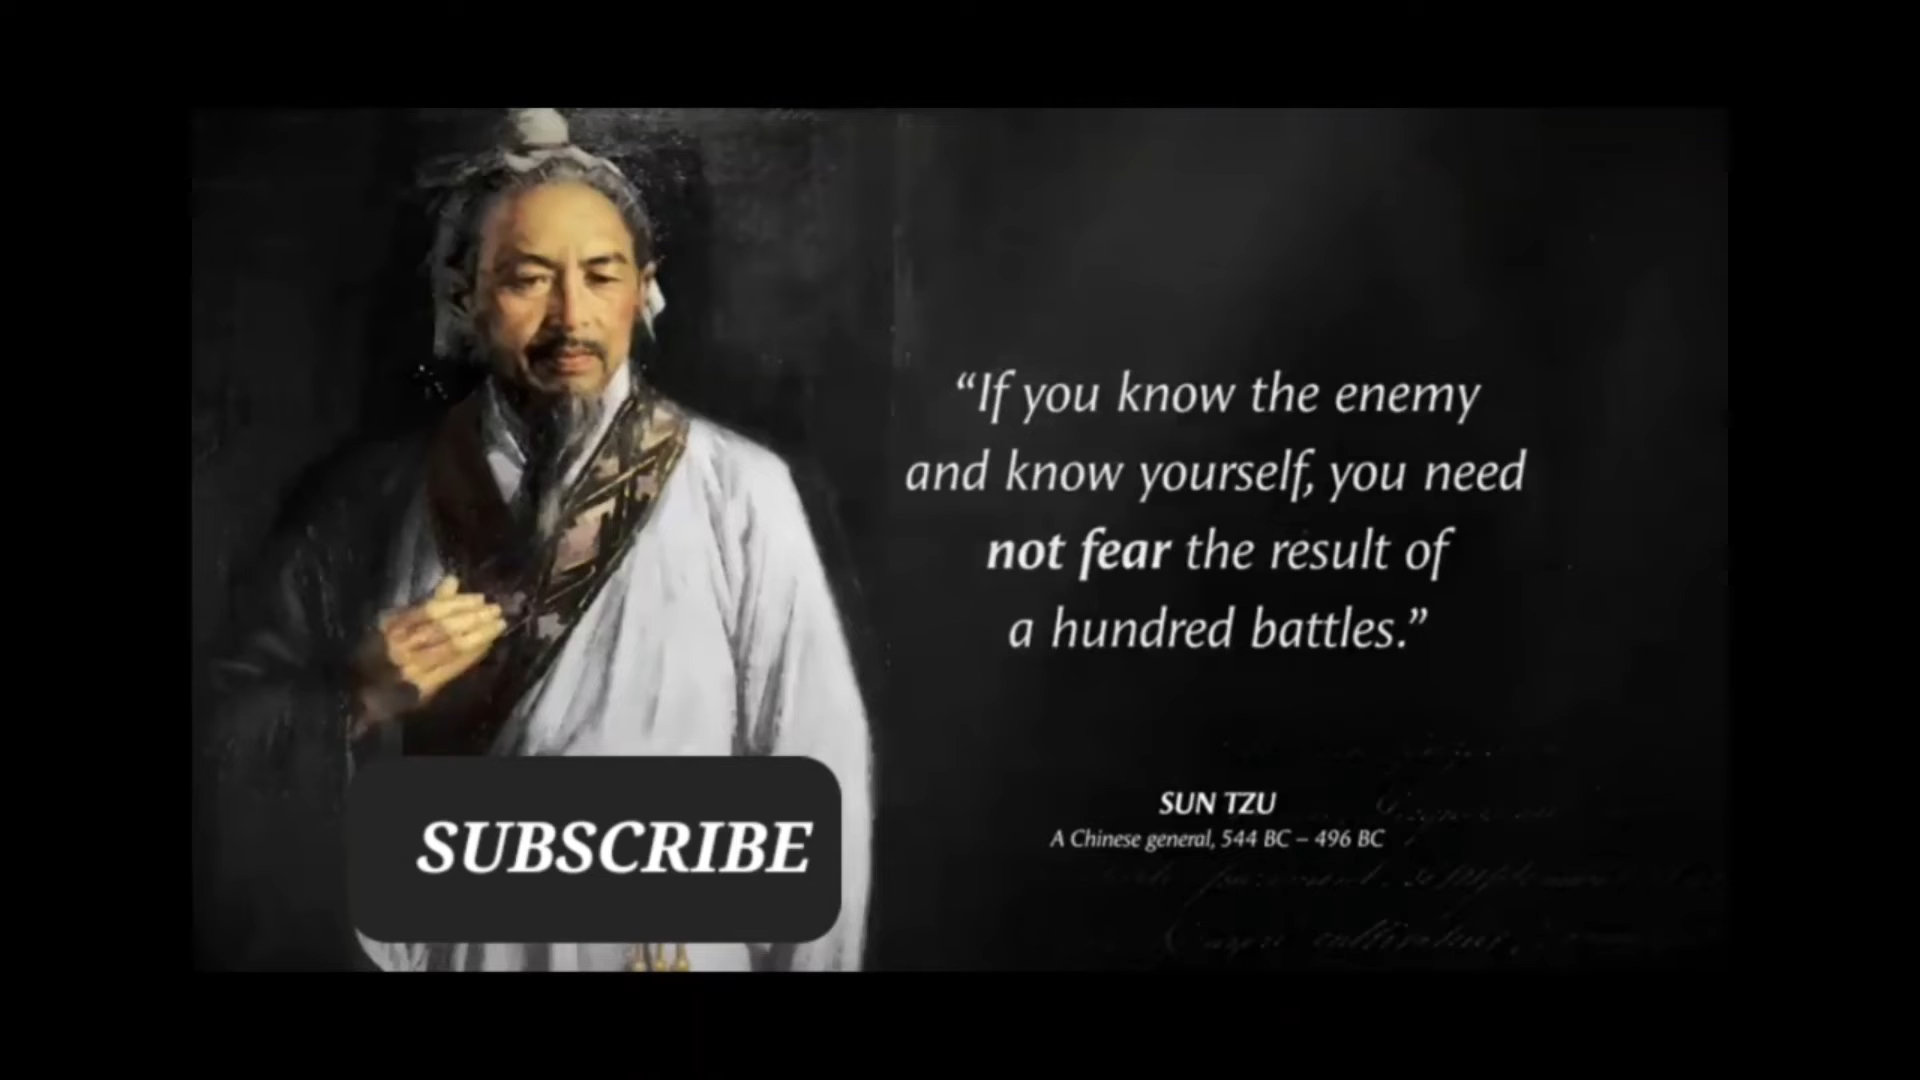 “If you know the enemy
and know yourself, you need
not fear the result of
a hundred battles.”
SUN TZU
A Chinese general, 544 BC – 496 BC
SUBSCRIBE